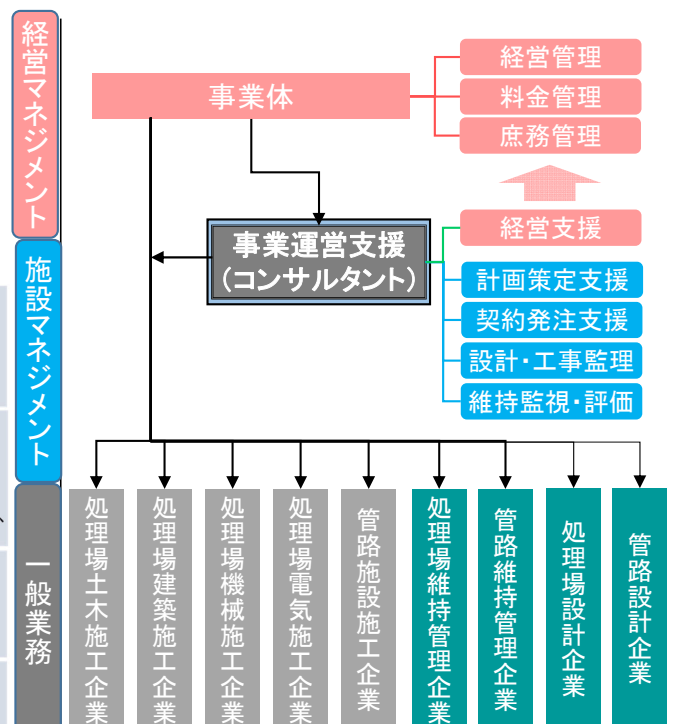 経営マネジメント
施設マネジメント
一般業務
事業体
経営管理
料金管理
庶務管理
事業運営支援
(コンサルタント)
経営支援
計画策定支援
契約発注支援
設計・工事監理
維持監視・評価
処理場土木施工企業
処理場建築施工企業
処理場機械施工企業
処理場電気施工企業
管路施設施工企業
処理場維持管理企業
管路維持管理企業
処理場設計企業
管路設計企業
、